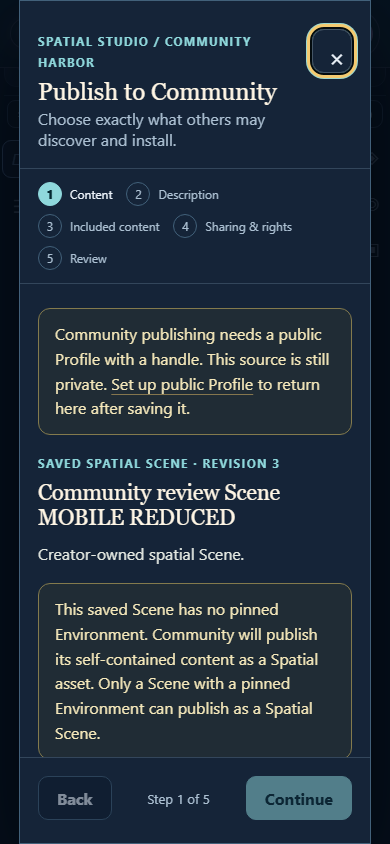 SPATIAL STUDIO / COMMUNITY
HARBOR
×
Publish to Community
Choose exactly what others may
discover and install.
1 Content 2 Description
3 Included content 4 Sharing & rights
5 Review
Community publishing needs a public
Profile with a handle. This source is still
private. Set up public Profile to return
here after saving it.
SAVED SPATIAL SCENE · REVISION 3
Community review Scene
MOBILE REDUCED
Creator-owned spatial Scene.
This saved Scene has no pinned
Environment. Community will publish
its self-contained content as a Spatial
asset. Only a Scene with a pinned
Environment can publish as a Spatial
Scene.
Back Step 1 of 5 Continue